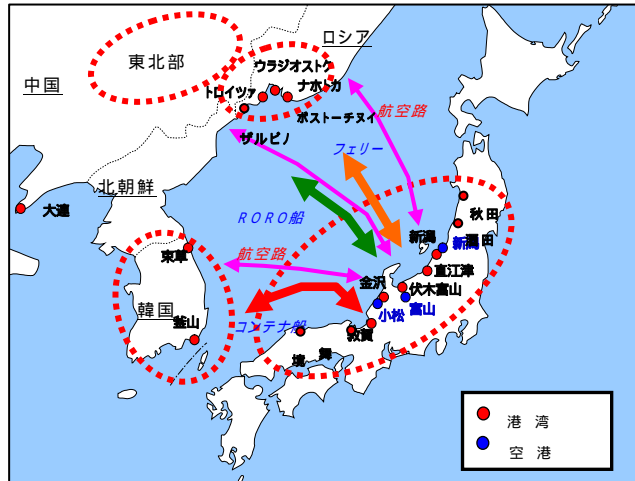 ロシア
東北部
中国
ウラジオストク
トロイツァ
ナホトカ
ボストーチヌイ
航空路
ザルビノ
フェリー
北朝鮮
大連
秋田
RORO船
酒田
新潟
新潟
束草
航空路
直江津
金沢
伏木富山
韓国
小松
富山
釜山
コンテナ船
敦賀
境
舞
港湾
空港